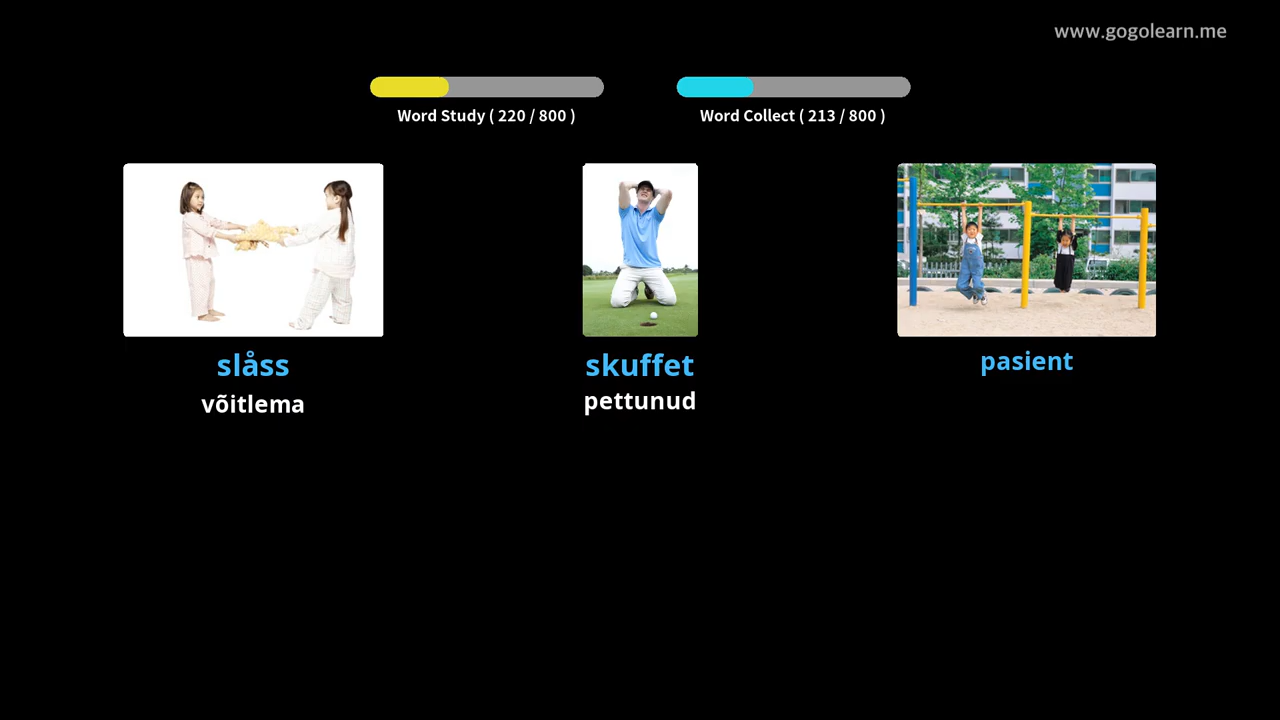 www.gogolearn.me
Word Study ( 220 / 800 )
Word Collect ( 213 / 800 )
slåss
võitlema
skuffet
pettunud
pasient